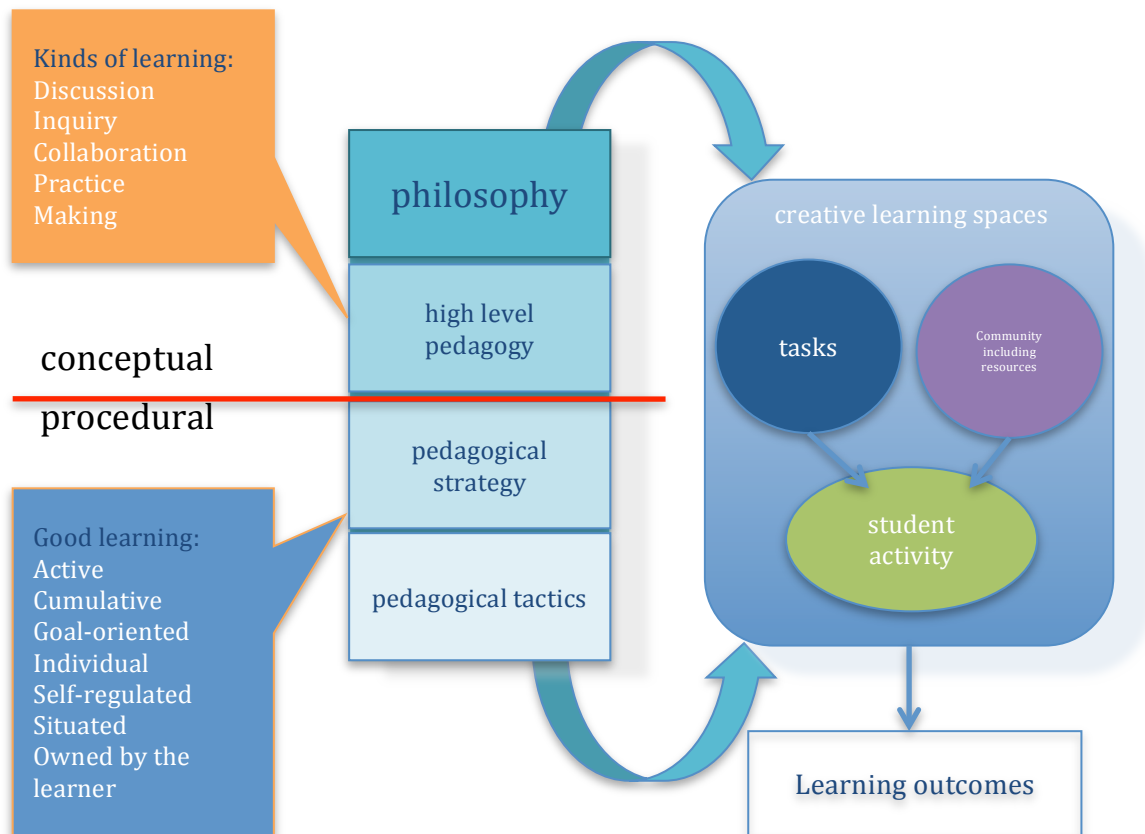 Kinds of learning:
Discussion
Inquiry
Collaboration
Practice
Making
conceptual
procedural
Good learning:
Active
Cumulative
Goal-oriented
Individual
Self-regulated
Situated
Owned by the
learner
philosophy
high level
pedagogy
pedagogical
strategy
pedagogical tactics
creative learning spaces
tasks
Community
including
resources
student
activity
Learning outcomes